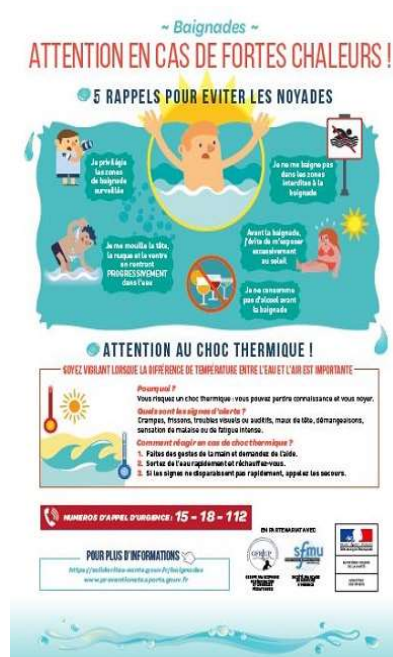 ~ Baignades ~
ATTENTION EN CAS DE FORTES CHALEURS !
5 RAPPELS POUR EVITER LES NOYADES
Je privilégie
les zones
de baignade
surveillée
Je ne me baigne pas
dans les zones
interdites à la
baignade
Je me mouille la tête,
la nuque et le ventre
en rentrant
PROGRESSIVEMENT
dans l'eau
Avant la baignade,
j'évite de m'exposer
excessivement
au soleil
Je ne consomme
pas d'alcool avant
la baignade
ATTENTION AU CHOC THERMIQUE !
SOYEZ VIGILANT LORSQUE LA DIFFÉRENCE DE TEMPÉRATURE ENTRE L'EAU ET L'AIR EST IMPORTANTE
Pourquoi ?
Vous risquez un choc thermique : vous pouvez perdre connaissance et vous noyer.
Quels sont les signes d'alerte ?
Crampes, frissons, troubles visuels ou auditifs, maux de tête, démangeaisons,
sensation de malaise ou de fatigue intense.
Comment réagir en cas de choc thermique ?
1. Faites des gestes de la main et demandez de l'aide.
2. Sortez de l'eau rapidement et réchauffez-vous.
3. Si les signes ne disparaissent pas rapidement, appelez les secours.
NUMEROS D'APPEL D'URGENCE : 15 - 18 - 112
EN PARTENARIAT AVEC
sfmu
POUR PLUS D'INFORMATIONS
https://solidarites-sante.gouv.fr/baignades
www.preventionete.sports.gouv.fr